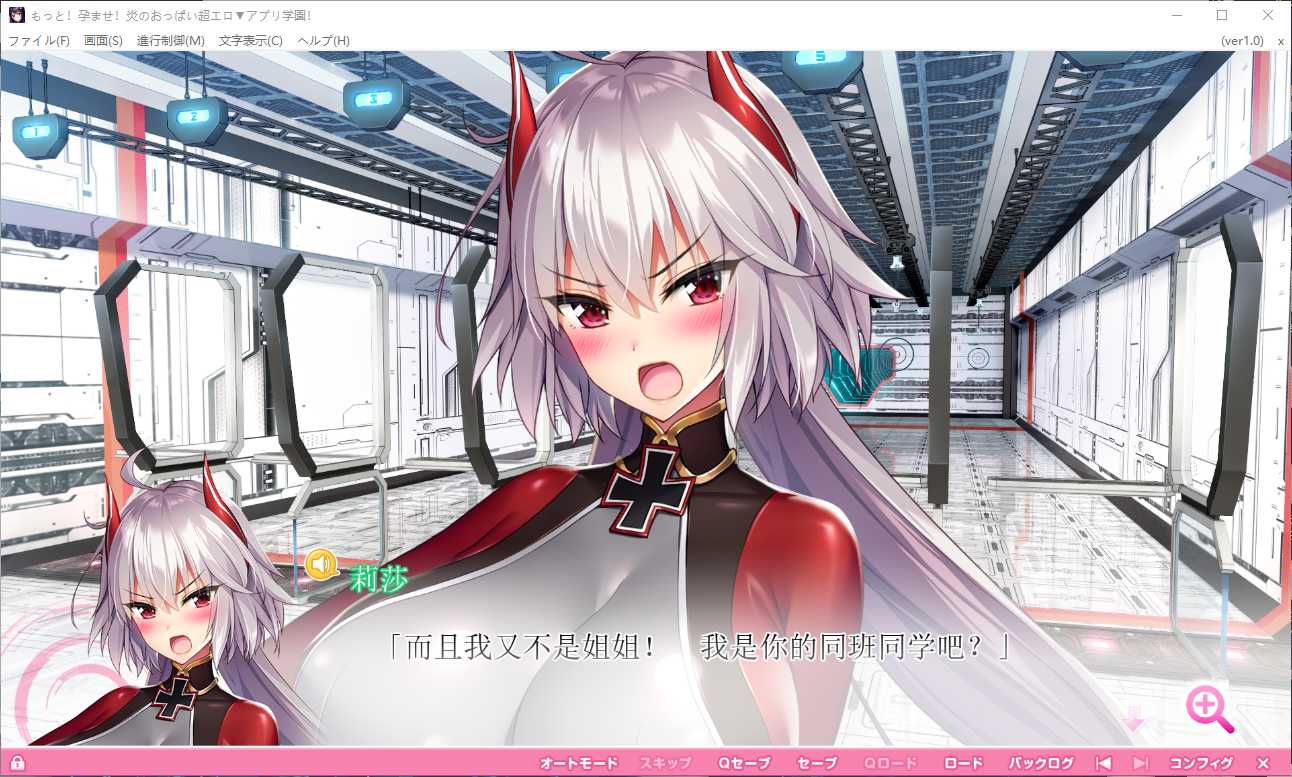 もっと！孕ませ！炎のおっぱい超エロ▼アプリ学園！
ファイル(F) 画面(S) 進行制御(M) 文字表示(C) ヘルプ(H) (ver1.0) x
1 2 3 5
莉莎
「而且我又不是姐姐！　我是你的同班同学吧？」
オートモード スキップ Qセーブ セーブ Qロード ロード バックログ コンフィグ